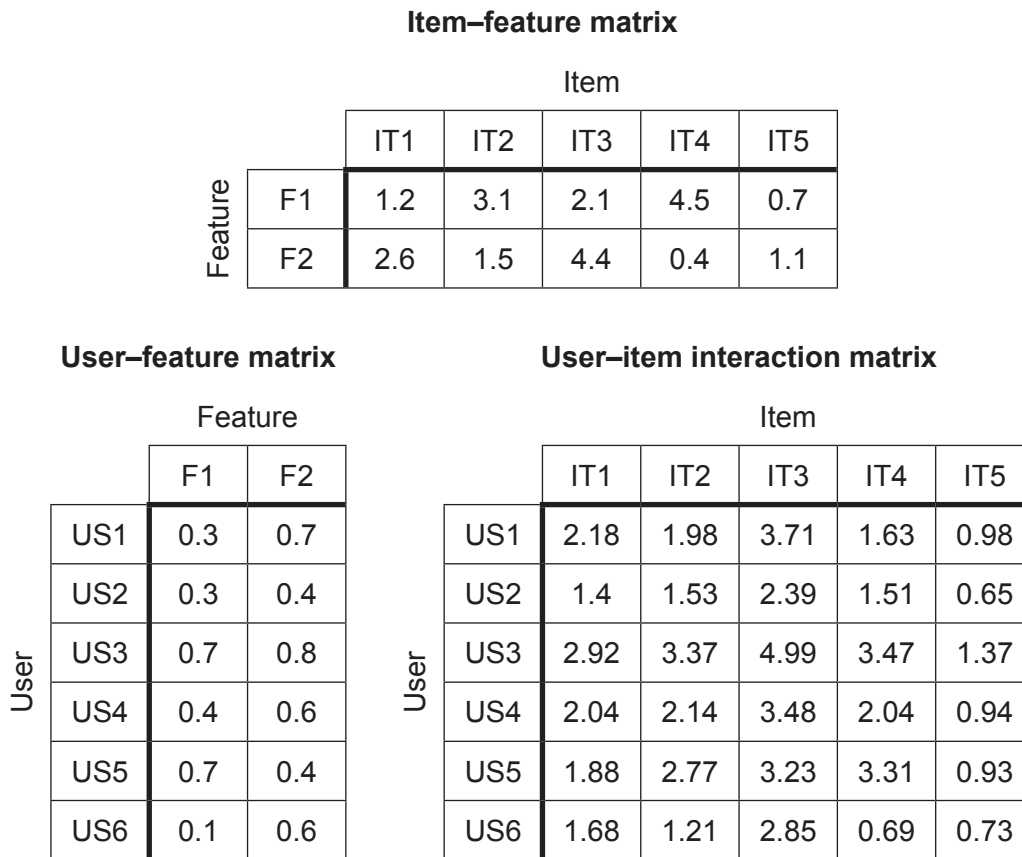 Item–feature matrix
Item
IT1 IT2 IT3 IT4 IT5
Feature
F1 1.2 3.1 2.1 4.5 0.7
F2 2.6 1.5 4.4 0.4 1.1
User–feature matrix
Feature
F1 F2
User
US1 0.3 0.7
US2 0.3 0.4
US3 0.7 0.8
US4 0.4 0.6
US5 0.7 0.4
US6 0.1 0.6
User–item interaction matrix
Item
IT1 IT2 IT3 IT4 IT5
User
US1 2.18 1.98 3.71 1.63 0.98
US2 1.4 1.53 2.39 1.51 0.65
US3 2.92 3.37 4.99 3.47 1.37
US4 2.04 2.14 3.48 2.04 0.94
US5 1.88 2.77 3.23 3.31 0.93
US6 1.68 1.21 2.85 0.69 0.73